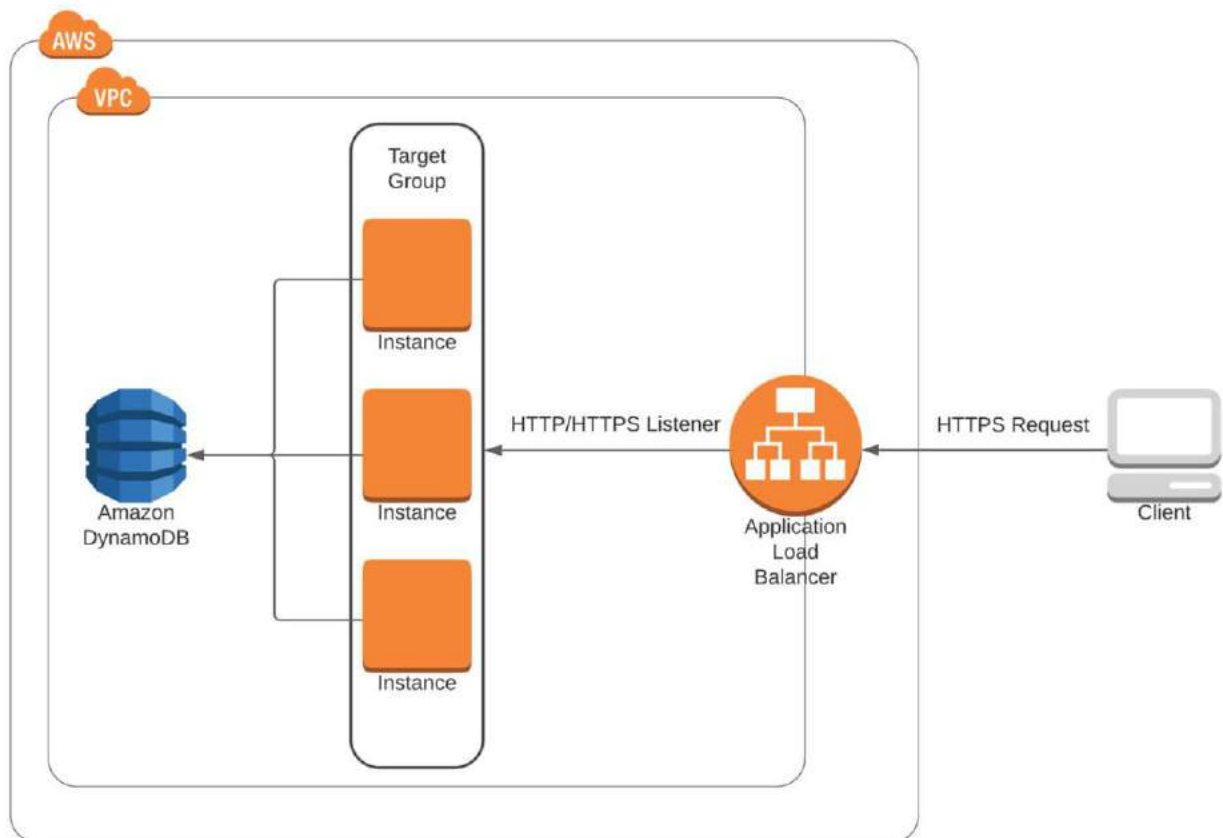 AWS
VPC
Target
Group
Instance
HTTP/HTTPS Listener
HTTPS Request
Instance
Amazon
DynamoDB
Application
Load
Balancer
Client
Instance